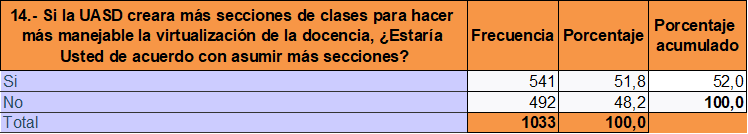 14.- Si la UASD creara más secciones de clases para hacer más manejable la virtualización de la docencia, ¿Estaría Usted de acuerdo con asumir más secciones? Frecuencia Porcentaje Porcentaje acumulado
Si 541 51,8 52,0
No 492 48,2 100,0
Total 1033 100,0